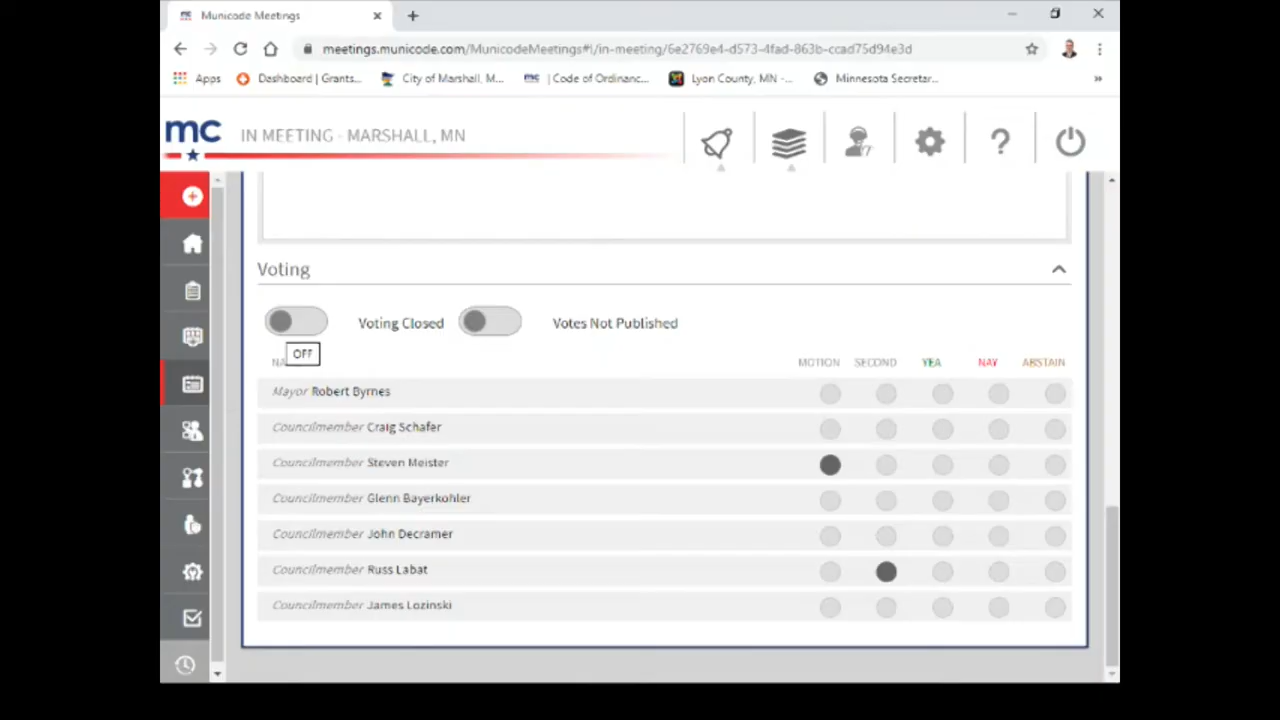 Municode Meetings
meetings.municode.com/MunicodeMeetings#!/in-meeting/6e2769e4-d573-4fad-863b-ccad75d94e3d
Apps Dashboard | Grants... City of Marshall, M... mc | Code of Ordinanc... Lyon County, MN -... Minnesota Secretar... »
mc IN MEETING - MARSHALL, MN ?
Voting
Voting Closed Votes Not Published
OFF
NA MOTION SECOND YEA NAY ABSTAIN
Mayor Robert Byrnes
Councilmember Craig Schafer
Councilmember Steven Meister
Councilmember Glenn Bayerkohler
Councilmember John Decramer
Councilmember Russ Labat
Councilmember James Lozinski